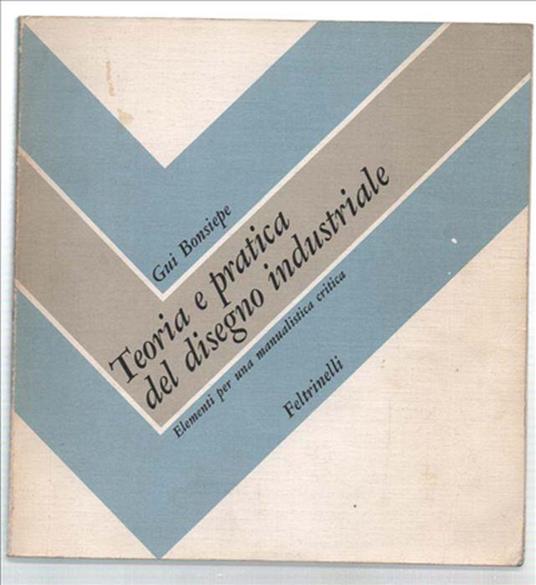 Gui Bonsiepe
Teoria e pratica
del disegno industriale
Elementi per una manualistica critica
Feltrinelli